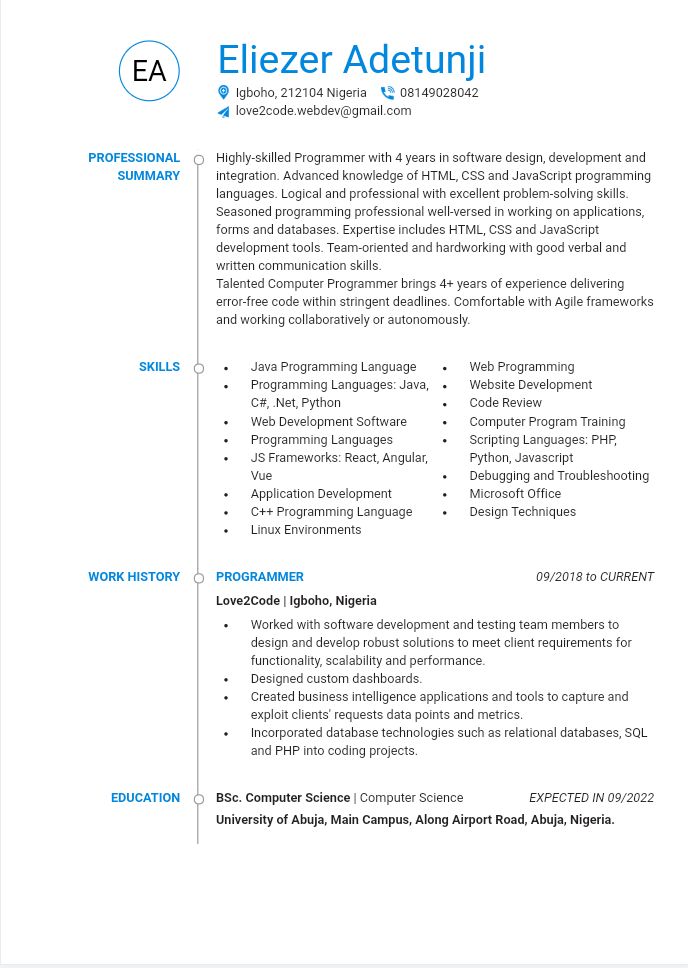 EA
Eliezer Adetunji
Igboho, 212104 Nigeria 08149028042
love2code.webdev@gmail.com
PROFESSIONAL
SUMMARY
Highly-skilled Programmer with 4 years in software design, development and
integration. Advanced knowledge of HTML, CSS and JavaScript programming
languages. Logical and professional with excellent problem-solving skills.
Seasoned programming professional well-versed in working on applications,
forms and databases. Expertise includes HTML, CSS and JavaScript
development tools. Team-oriented and hardworking with good verbal and
written communication skills.
Talented Computer Programmer brings 4+ years of experience delivering
error-free code within stringent deadlines. Comfortable with Agile frameworks
and working collaboratively or autonomously.
SKILLS
• Java Programming Language
• Programming Languages: Java,
C#, .Net, Python
• Web Development Software
• Programming Languages
• JS Frameworks: React, Angular,
Vue
• Application Development
• C++ Programming Language
• Linux Environments
• Web Programming
• Website Development
• Code Review
• Computer Program Training
• Scripting Languages: PHP,
Python, Javascript
• Debugging and Troubleshooting
• Microsoft Office
• Design Techniques
WORK HISTORY
PROGRAMMER 09/2018 to CURRENT
Love2Code | Igboho, Nigeria
• Worked with software development and testing team members to
design and develop robust solutions to meet client requirements for
functionality, scalability and performance.
• Designed custom dashboards.
• Created business intelligence applications and tools to capture and
exploit clients' requests data points and metrics.
• Incorporated database technologies such as relational databases, SQL
and PHP into coding projects.
EDUCATION
BSc. Computer Science | Computer Science EXPECTED IN 09/2022
University of Abuja, Main Campus, Along Airport Road, Abuja, Nigeria.